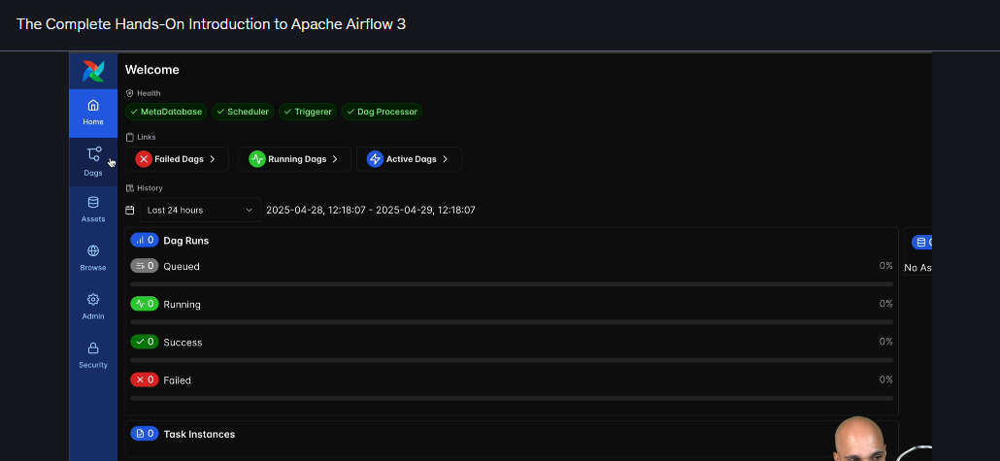 The Complete Hands-On Introduction to Apache Airflow 3
Welcome
Health
MetaDatabase Scheduler Triggerer Dag Processor
Home
Links
Failed Dags Running Dags Active Dags
Dags
History
Last 24 hours 2025-04-28, 12:18:07 - 2025-04-29, 12:18:07
Assets
0 Dag Runs
0 Queued 0%
No As
Browse
0 Running 0%
Admin
0 Success 0%
Security
0 Failed 0%
0 Task Instances